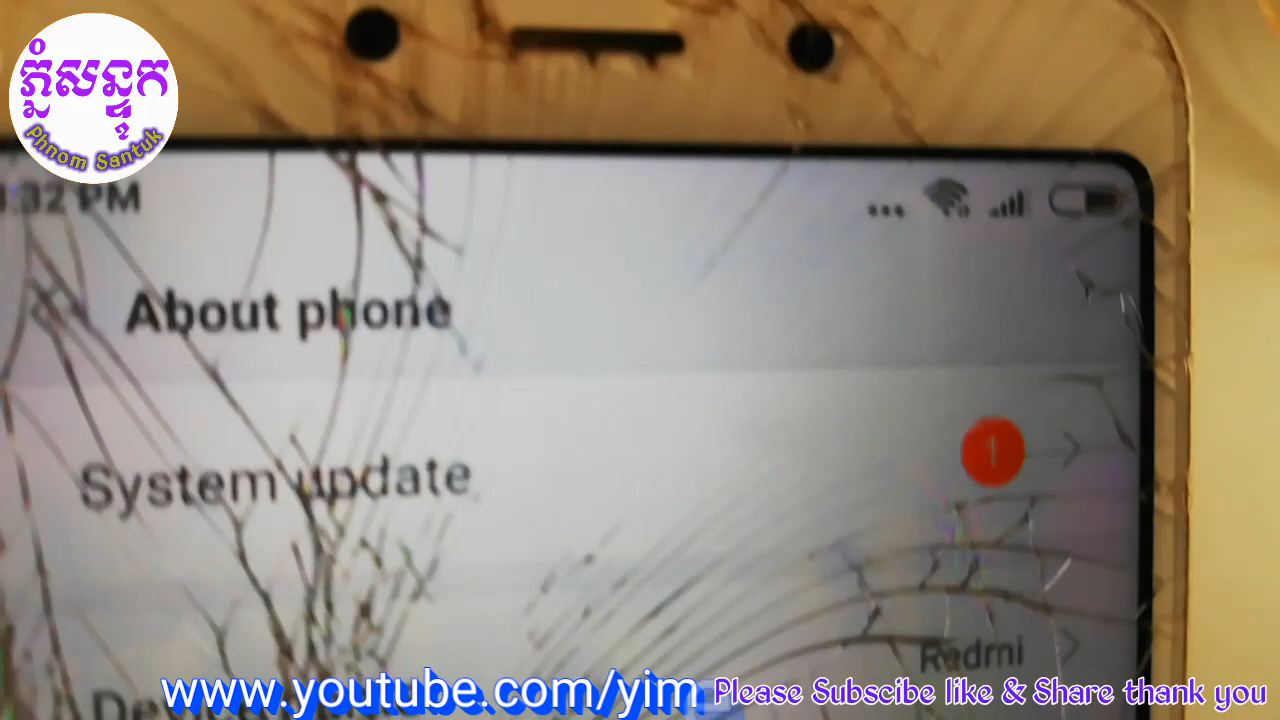 ភ្នំសន្ទុក
Phnom Santuk
:32 PM
About phone
System update
1
Redmi
www.youtube.com/yim
Please Subscibe like & Share thank you